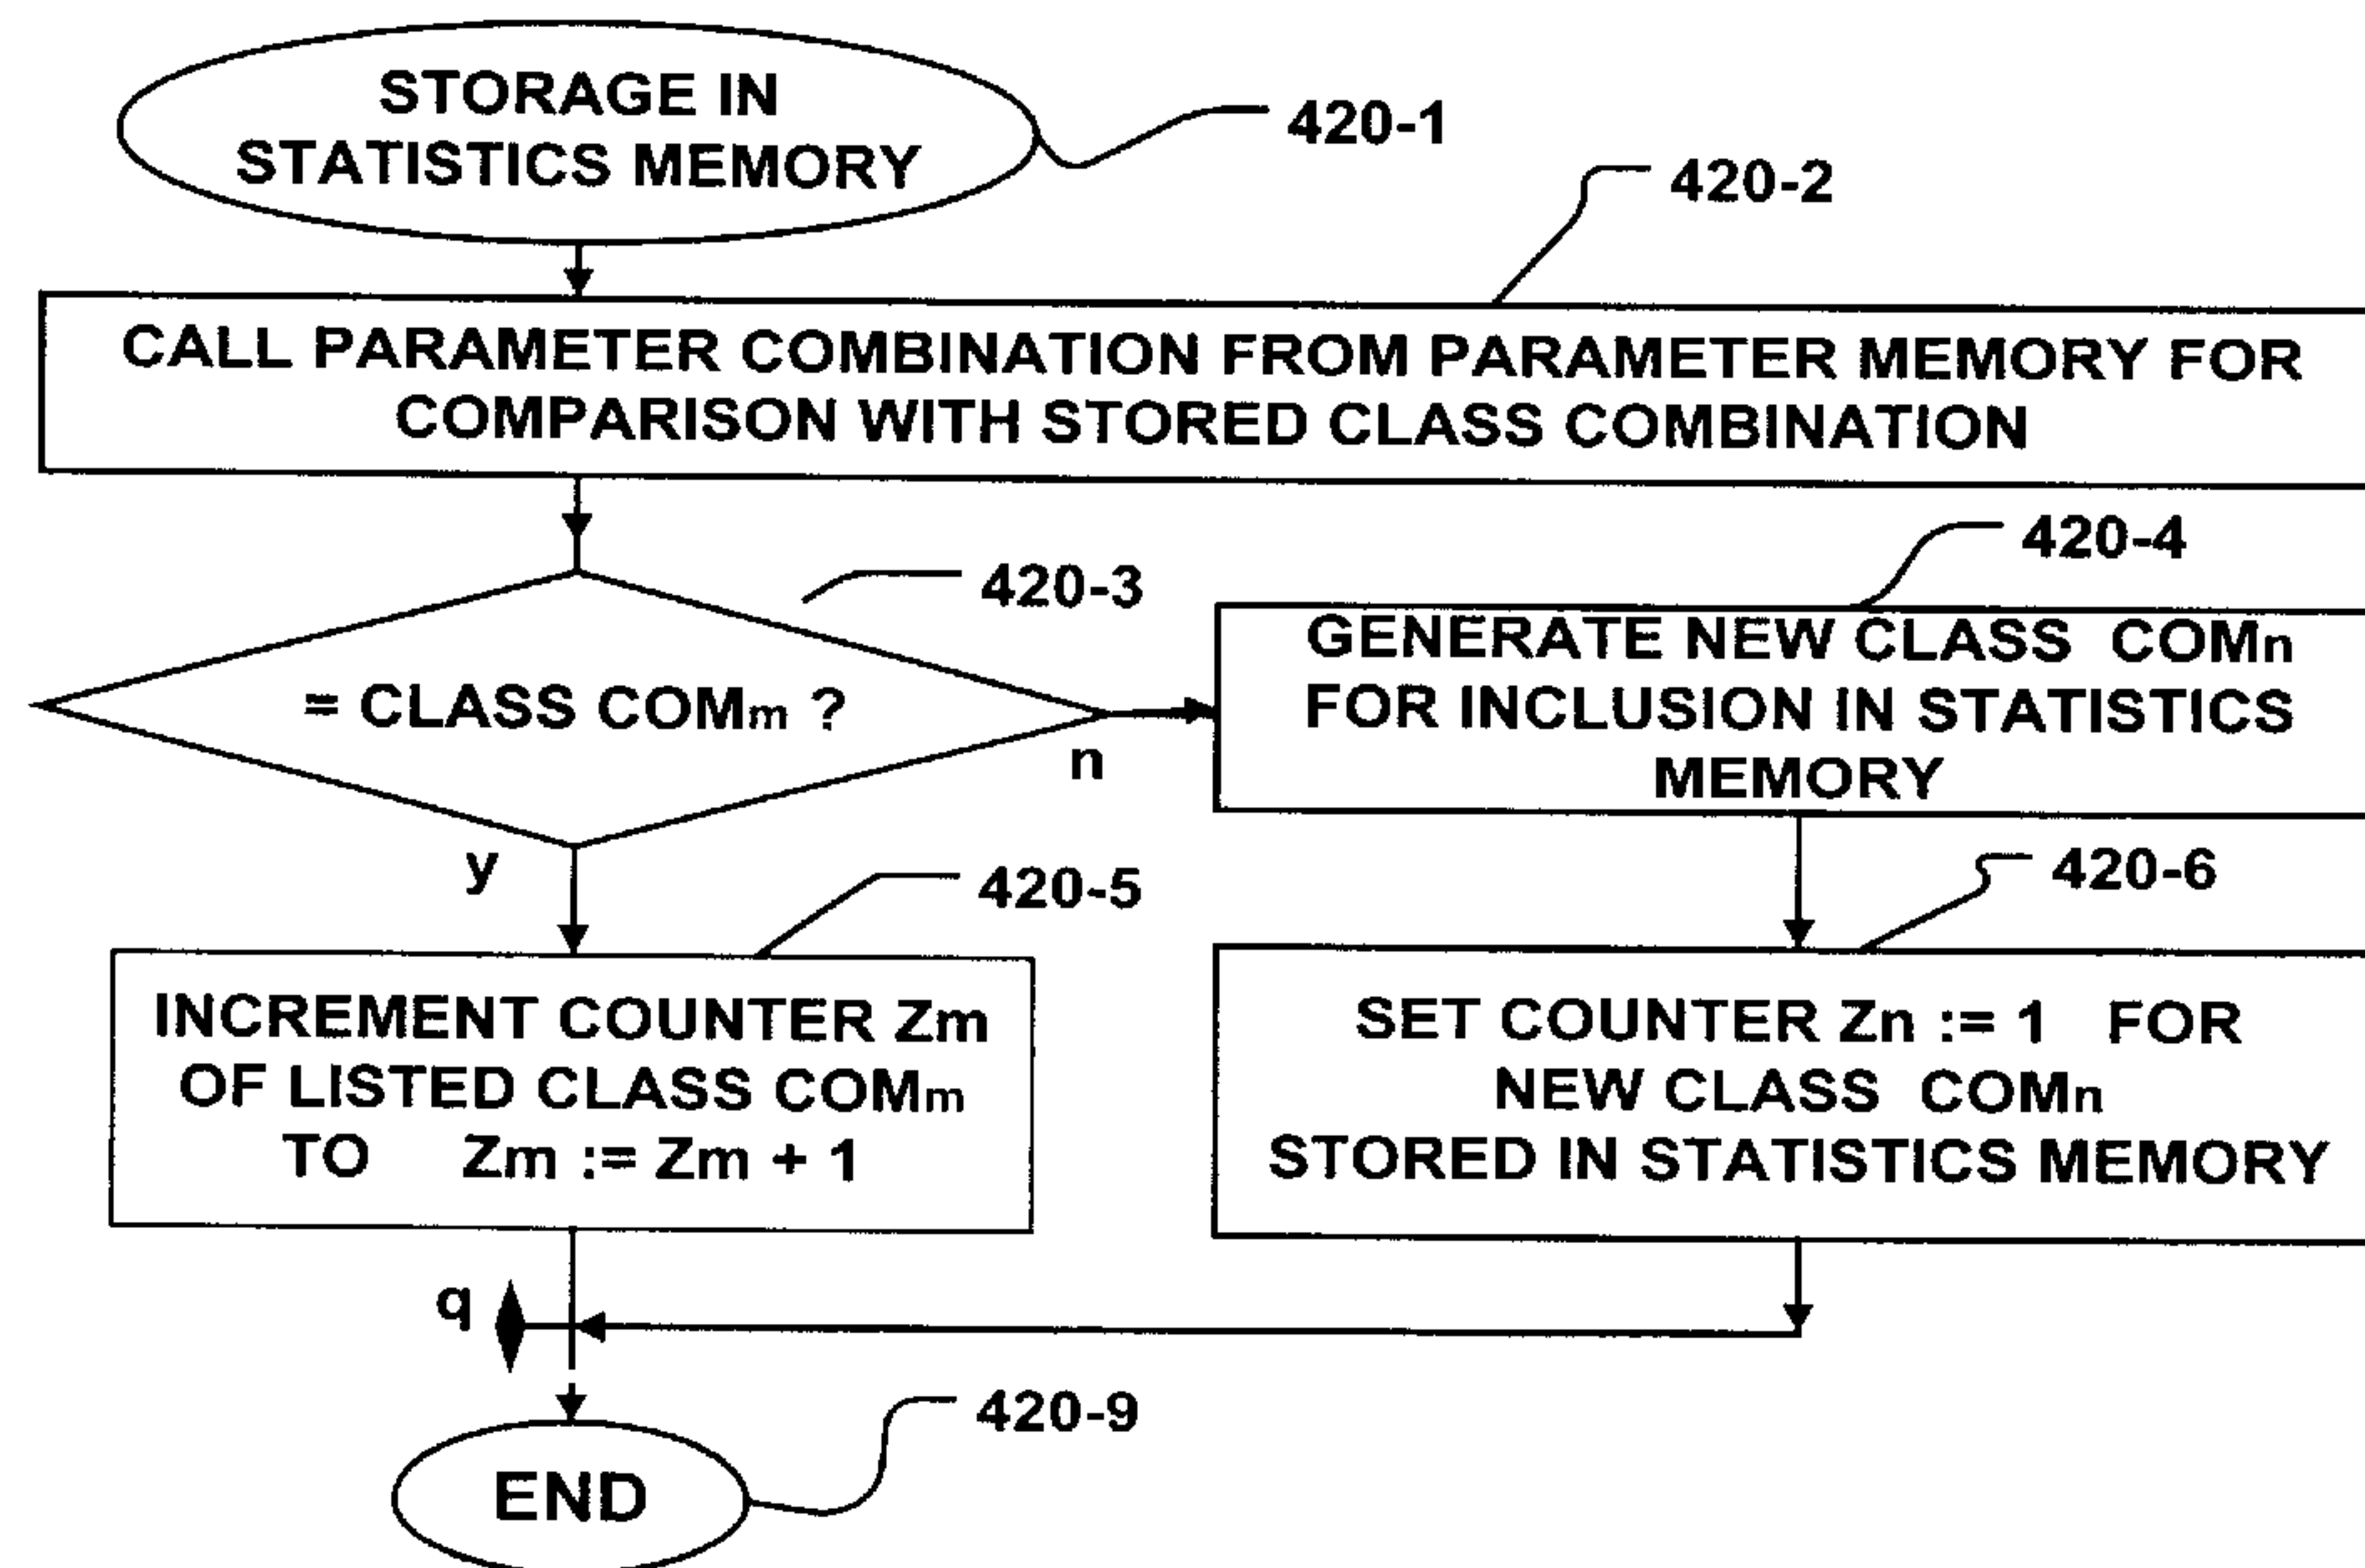 STORAGE IN
STATISTICS MEMORY
420-1
420-2
CALL PARAMETER COMBINATION FROM PARAMETER MEMORY FOR
COMPARISON WITH STORED CLASS COMBINATION
420-3
= CLASS COMm ?
n
y
420-4
GENERATE NEW CLASS COMn
FOR INCLUSION IN STATISTICS
MEMORY
420-5
INCREMENT COUNTER Zm
OF LISTED CLASS COMm
TO Zm := Zm + 1
420-6
SET COUNTER Zn := 1 FOR
NEW CLASS COMn
STORED IN STATISTICS MEMORY
q
420-9
END